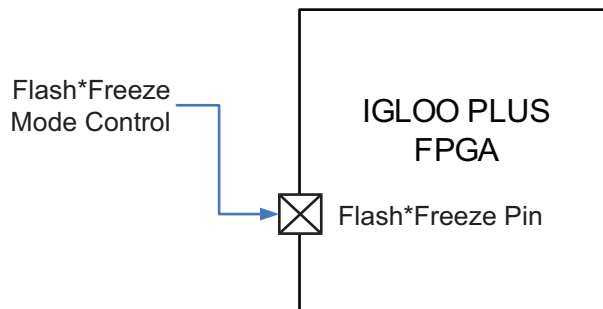 Flash*Freeze
Mode Control
IGLOO PLUS
FPGA
Flash*Freeze Pin